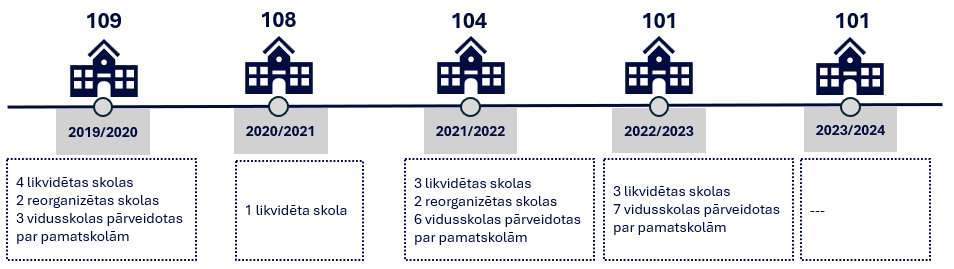 109
108
104
101
101
2019/2020
2020/2021
2021/2022
2022/2023
2023/2024
4 likvidētas skolas
2 reorganizētas skolas
3 vidusskolas pārveidotas
par pamatskolām
1 likvidēta skola
3 likvidētas skolas
2 reorganizētas skolas
6 vidusskolas pārveidotas
par pamatskolām
3 likvidētas skolas
7 vidusskolas pārveidotas
par pamatskolām
---